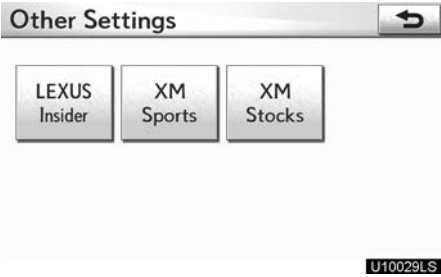 Other Settings
LEXUS Insider
XM Sports
XM Stocks
U10029LS